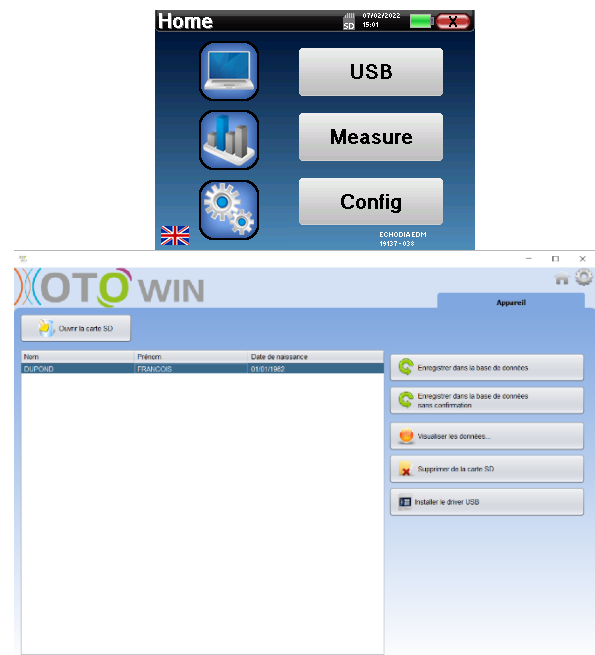 Home
SD
07/02/2022
15:01
X
USB
Measure
Config
ECHODIA EDM
19137-038
OTO WIN
Appareil
Ouvrir la carte SD
Nom Prénom Date de naissance
DUPOND FRANCOIS 01/01/1962
Enregistrer dans la base de données
Enregistrer dans la base de données
sans confirmation
Visualiser les données...
Supprimer de la carte SD
Installer le driver USB